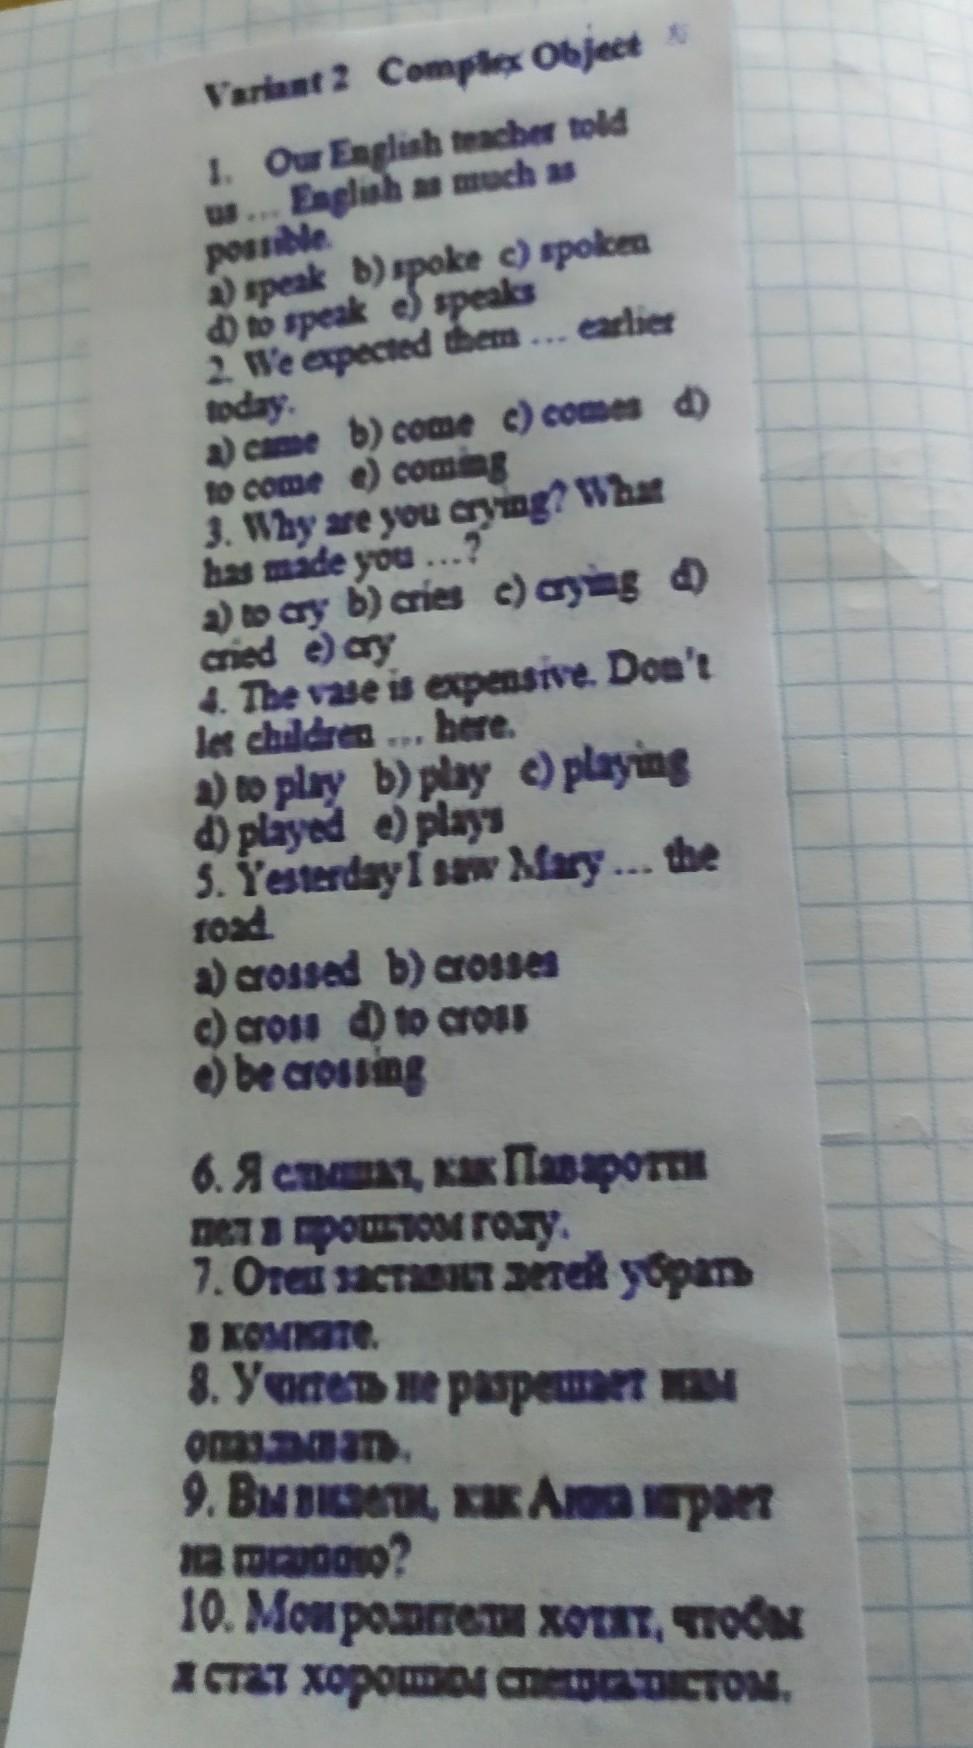 Variant 2 Complex Object
1. Our English teacher told
us ... English as much as
possible.
a) speak b) spoke c) spoken
d) to speak e) speaks
2. We expected them ... earlier
today.
a) came b) come c) comes d)
to come e) coming
3. Why are you crying? What
has made you ...?
a) to cry b) cries c) crying d)
cried e) cry
4. The vase is expensive. Don't
let children ... here.
a) to play b) play c) playing
d) played e) plays
5. Yesterday I saw Mary ... the
road.
a) crossed b) crosses
c) cross d) to cross
e) be crossing
6. Я слышал, как Паваротти
пел в прошлом году.
7. Отец заставил детей убрать
в комнате.
8. Учитель не разрешает нам
опаздывать.
9. Вы видели, как Анна играет
на пианино?
10. Мои родители хотят, чтобы
я стал хорошим специалистом.